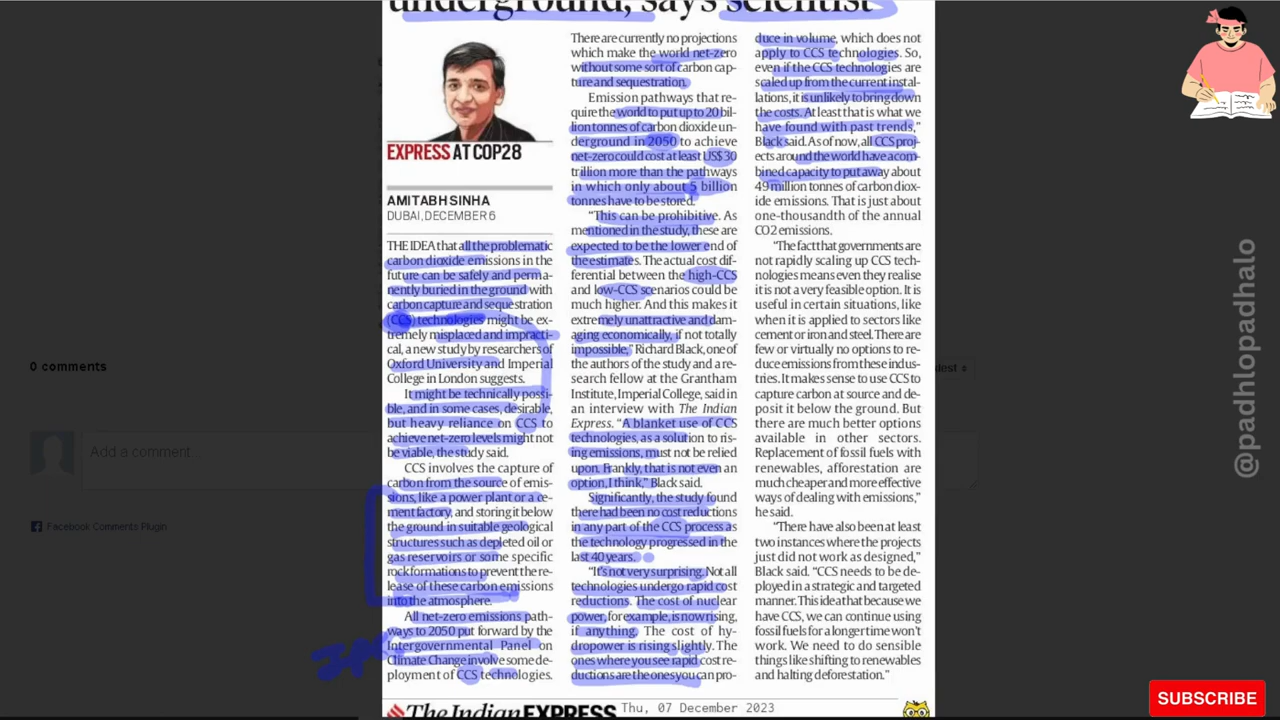 underground, says scientist
EXPRESS AT COP28
AMITABH SINHA
DUBAI, DECEMBER 6
THE IDEA that all the problematic
carbon dioxide emissions in the
future can be safely and perma-
nently buried in the ground with
carbon capture and sequestration
(CCS) technologies might be ex-
tremely misplaced and impracti-
cal, a new study by researchers of
Oxford University and Imperial
College in London suggests.
It might be technically possi-
ble, and in some cases, desirable,
but heavy reliance on CCS to
achieve net-zero levels might not
be viable, the study said.
CCS involves the capture of
carbon from the source of emis-
sions, like a power plant or a ce-
ment factory, and storing it below
the ground in suitable geological
structures such as depleted oil or
gas reservoirs or some specific
rock formations to prevent the re-
lease of these carbon emissions
into the atmosphere.
All net-zero emissions path-
ways to 2050 put forward by the
Intergovernmental Panel on
Climate Change involve some de-
ployment of CCS technologies.
There are currently no projections
which make the world net-zero
without some sort of carbon cap-
ture and sequestration.
Emission pathways that re-
quire the world to put up to 20 bil-
lion tonnes of carbon dioxide un-
derground in 2050 to achieve
net-zero could cost at least US$ 30
trillion more than the pathways
in which only about 5 billion
tonnes have to be stored.
"This can be prohibitive. As
mentioned in the study, these are
expected to be the lower end of
the estimates. The actual cost dif-
ferential between the high-CCS
and low-CCS scenarios could be
much higher. And this makes it
extremely unattractive and dam-
aging economically, if not totally
impossible," Richard Black, one of
the authors of the study and a re-
search fellow at the Grantham
Institute, Imperial College, said in
an interview with The Indian
Express. "A blanket use of CCS
technologies, as a solution to ris-
ing emissions, must not be relied
upon. Frankly, that is not even an
option, I think," Black said.
Significantly, the study found
there had been no cost reductions
in any part of the CCS process as
the technology progressed in the
last 40 years.
"It's not very surprising. Not all
technologies undergo rapid cost
reductions. The cost of nuclear
power, for example, is now rising,
if anything. The cost of hy-
dropower is rising slightly. The
ones where you see rapid cost re-
ductions are the ones you can pro-
duce in volume, which does not
apply to CCS technologies. So,
even if the CCS technologies are
scaled up from the current instal-
lations, it is unlikely to bring down
the costs. At least that is what we
have found with past trends,"
Black said. As of now, all CCS proj-
ects around the world have a com-
bined capacity to put away about
49 million tonnes of carbon diox-
ide emissions. That is just about
one-thousandth of the annual
CO2 emissions.
"The fact that governments are
not rapidly scaling up CCS tech-
nologies means even they realise
it is not a very feasible option. It is
useful in certain situations, like
when it is applied to sectors like
cement or iron and steel. There are
few or virtually no options to re-
duce emissions from these indus-
tries. It makes sense to use CCS to
capture carbon at source and de-
posit it below the ground. But
there are much better options
available in other sectors.
Replacement of fossil fuels with
renewables, afforestation are
much cheaper and more effective
ways of dealing with emissions,"
he said.
"There have also been at least
two instances where the projects
just did not work as designed,"
Black said. "CCS needs to be de-
ployed in a strategic and targeted
manner. This idea that because we
have CCS, we can continue using
fossil fuels for a longer time won't
work. We need to do sensible
things like shifting to renewables
and halting deforestation."
The Indian EXPRESS
Thu, 07 December 2023
0 comments
Add a comment...
Facebook Comments Plugin
@padhlopadhalo
SUBSCRIBE